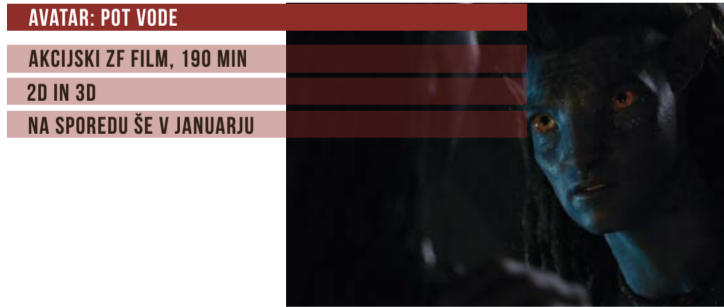 AVATAR: POT VODE
AKCIJSKI ZF FILM, 190 MIN
2D IN 3D
NA SPOREDU ŠE V JANUARJU